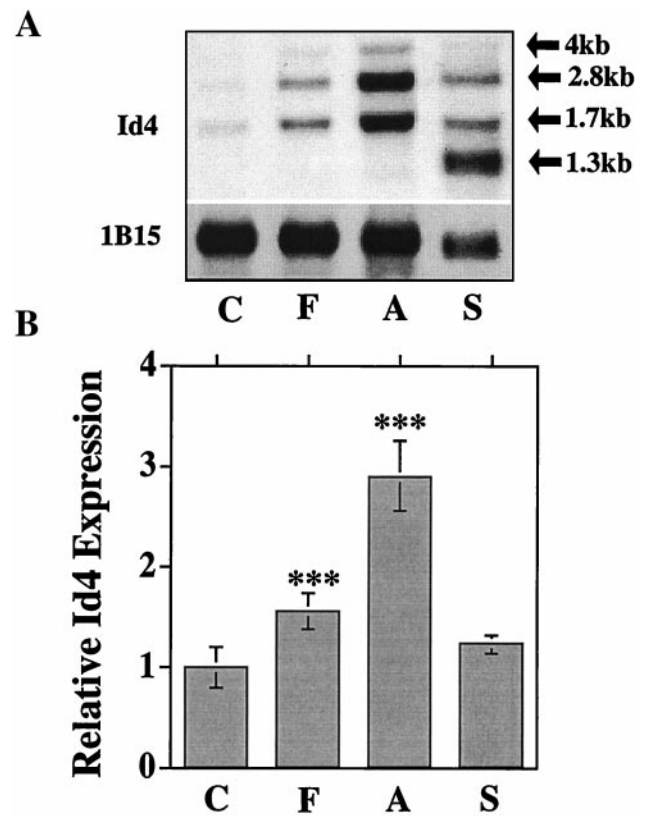 A
Id4
4kb
2.8kb
1.7kb
1.3kb
1B15
C F A S
B
Relative Id4 Expression
4
3
2
1
0
***
***
C F A S